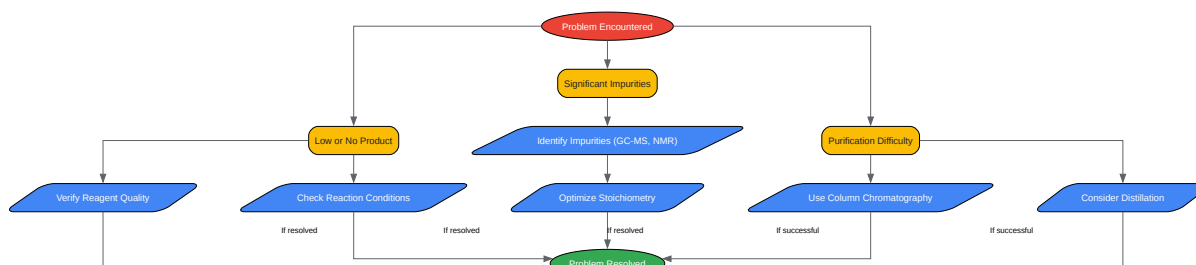 Problem Encountered
Significant Impurities
Low or No Product
Identify Impurities (GC-MS, NMR)
Purification Difficulty
Verify Reagent Quality
Check Reaction Conditions
Optimize Stoichiometry
Use Column Chromatography
Consider Distillation
If resolved
If resolved
If resolved
If successful
If successful
Problem Resolved